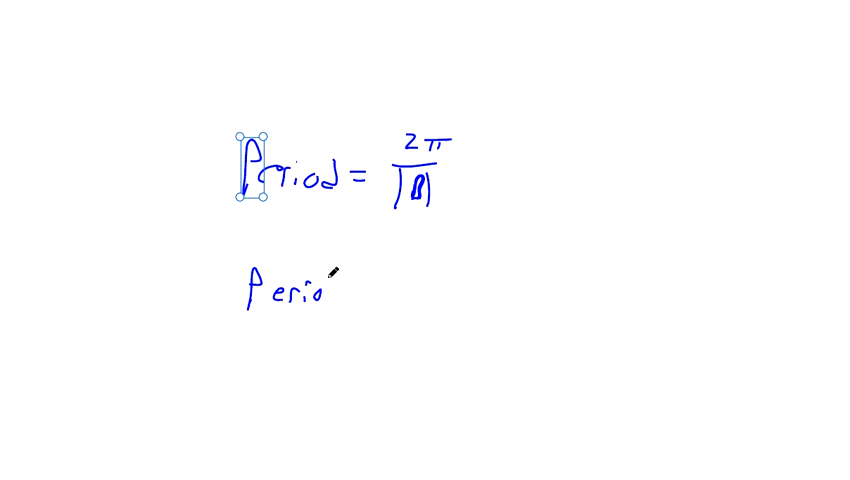 Period = 2π / |B|
Perio